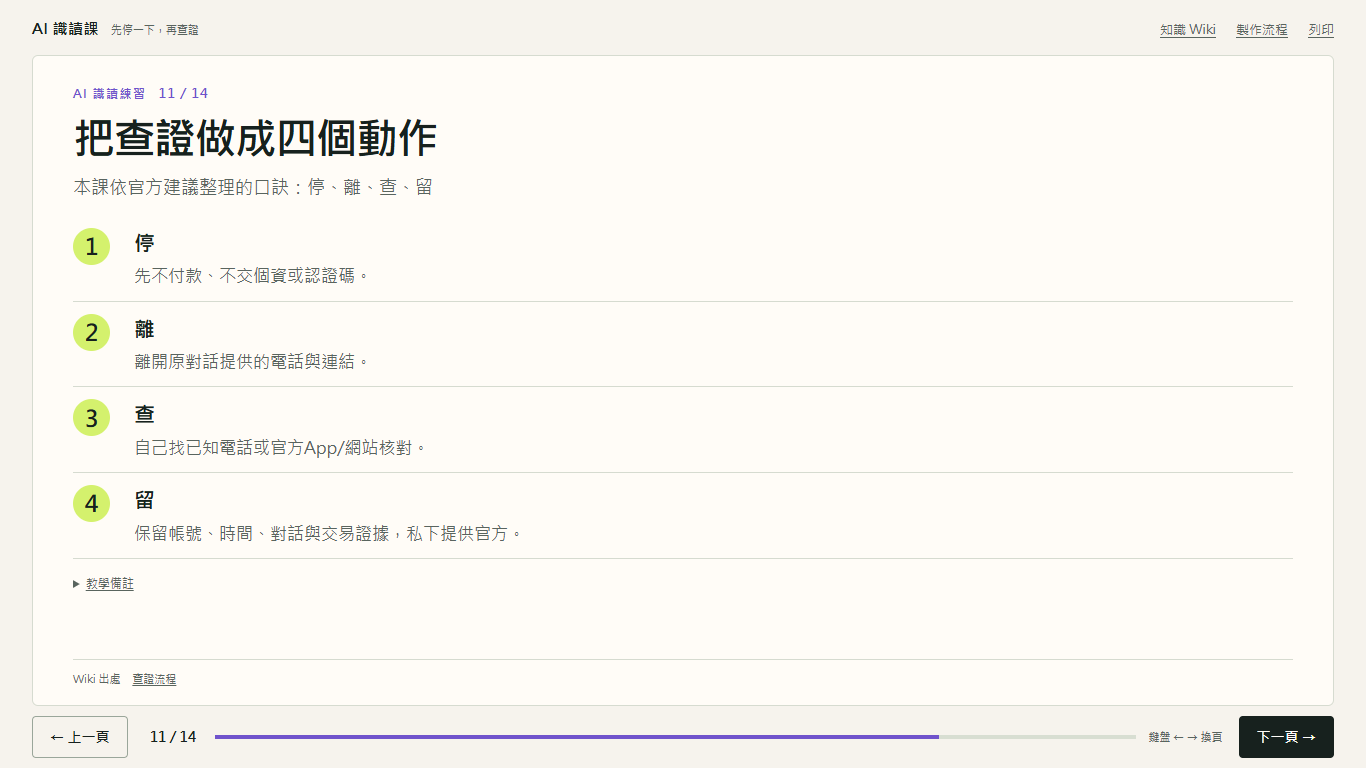 AI 識讀課 先停一下，再查證
知識 Wiki 製作流程 列印
AI 識讀練習 11 / 14
把查證做成四個動作
本課依官方建議整理的口訣：停、離、查、留
1 停
先不付款、不交個資或認證碼。
2 離
離開原對話提供的電話與連結。
3 查
自己找已知電話或官方App/網站核對。
4 留
保留帳號、時間、對話與交易證據，私下提供官方。
▶ 教學備註
Wiki 出處 查證流程
← 上一頁 11 / 14 鍵盤 ← → 換頁 下一頁 →